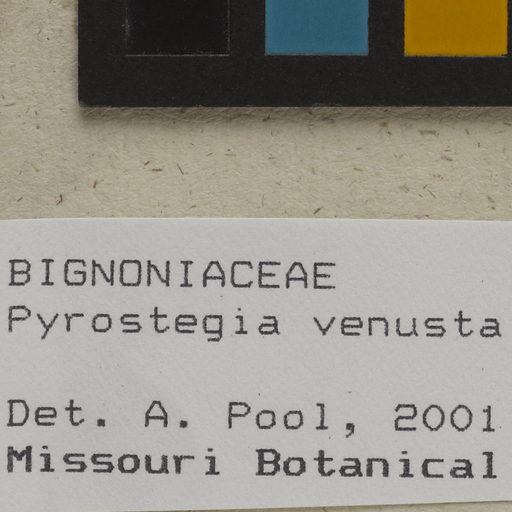 BIGNONIACEAE
Pyrostegia venusta
Det. A. Pool, 2001
Missouri Botanical